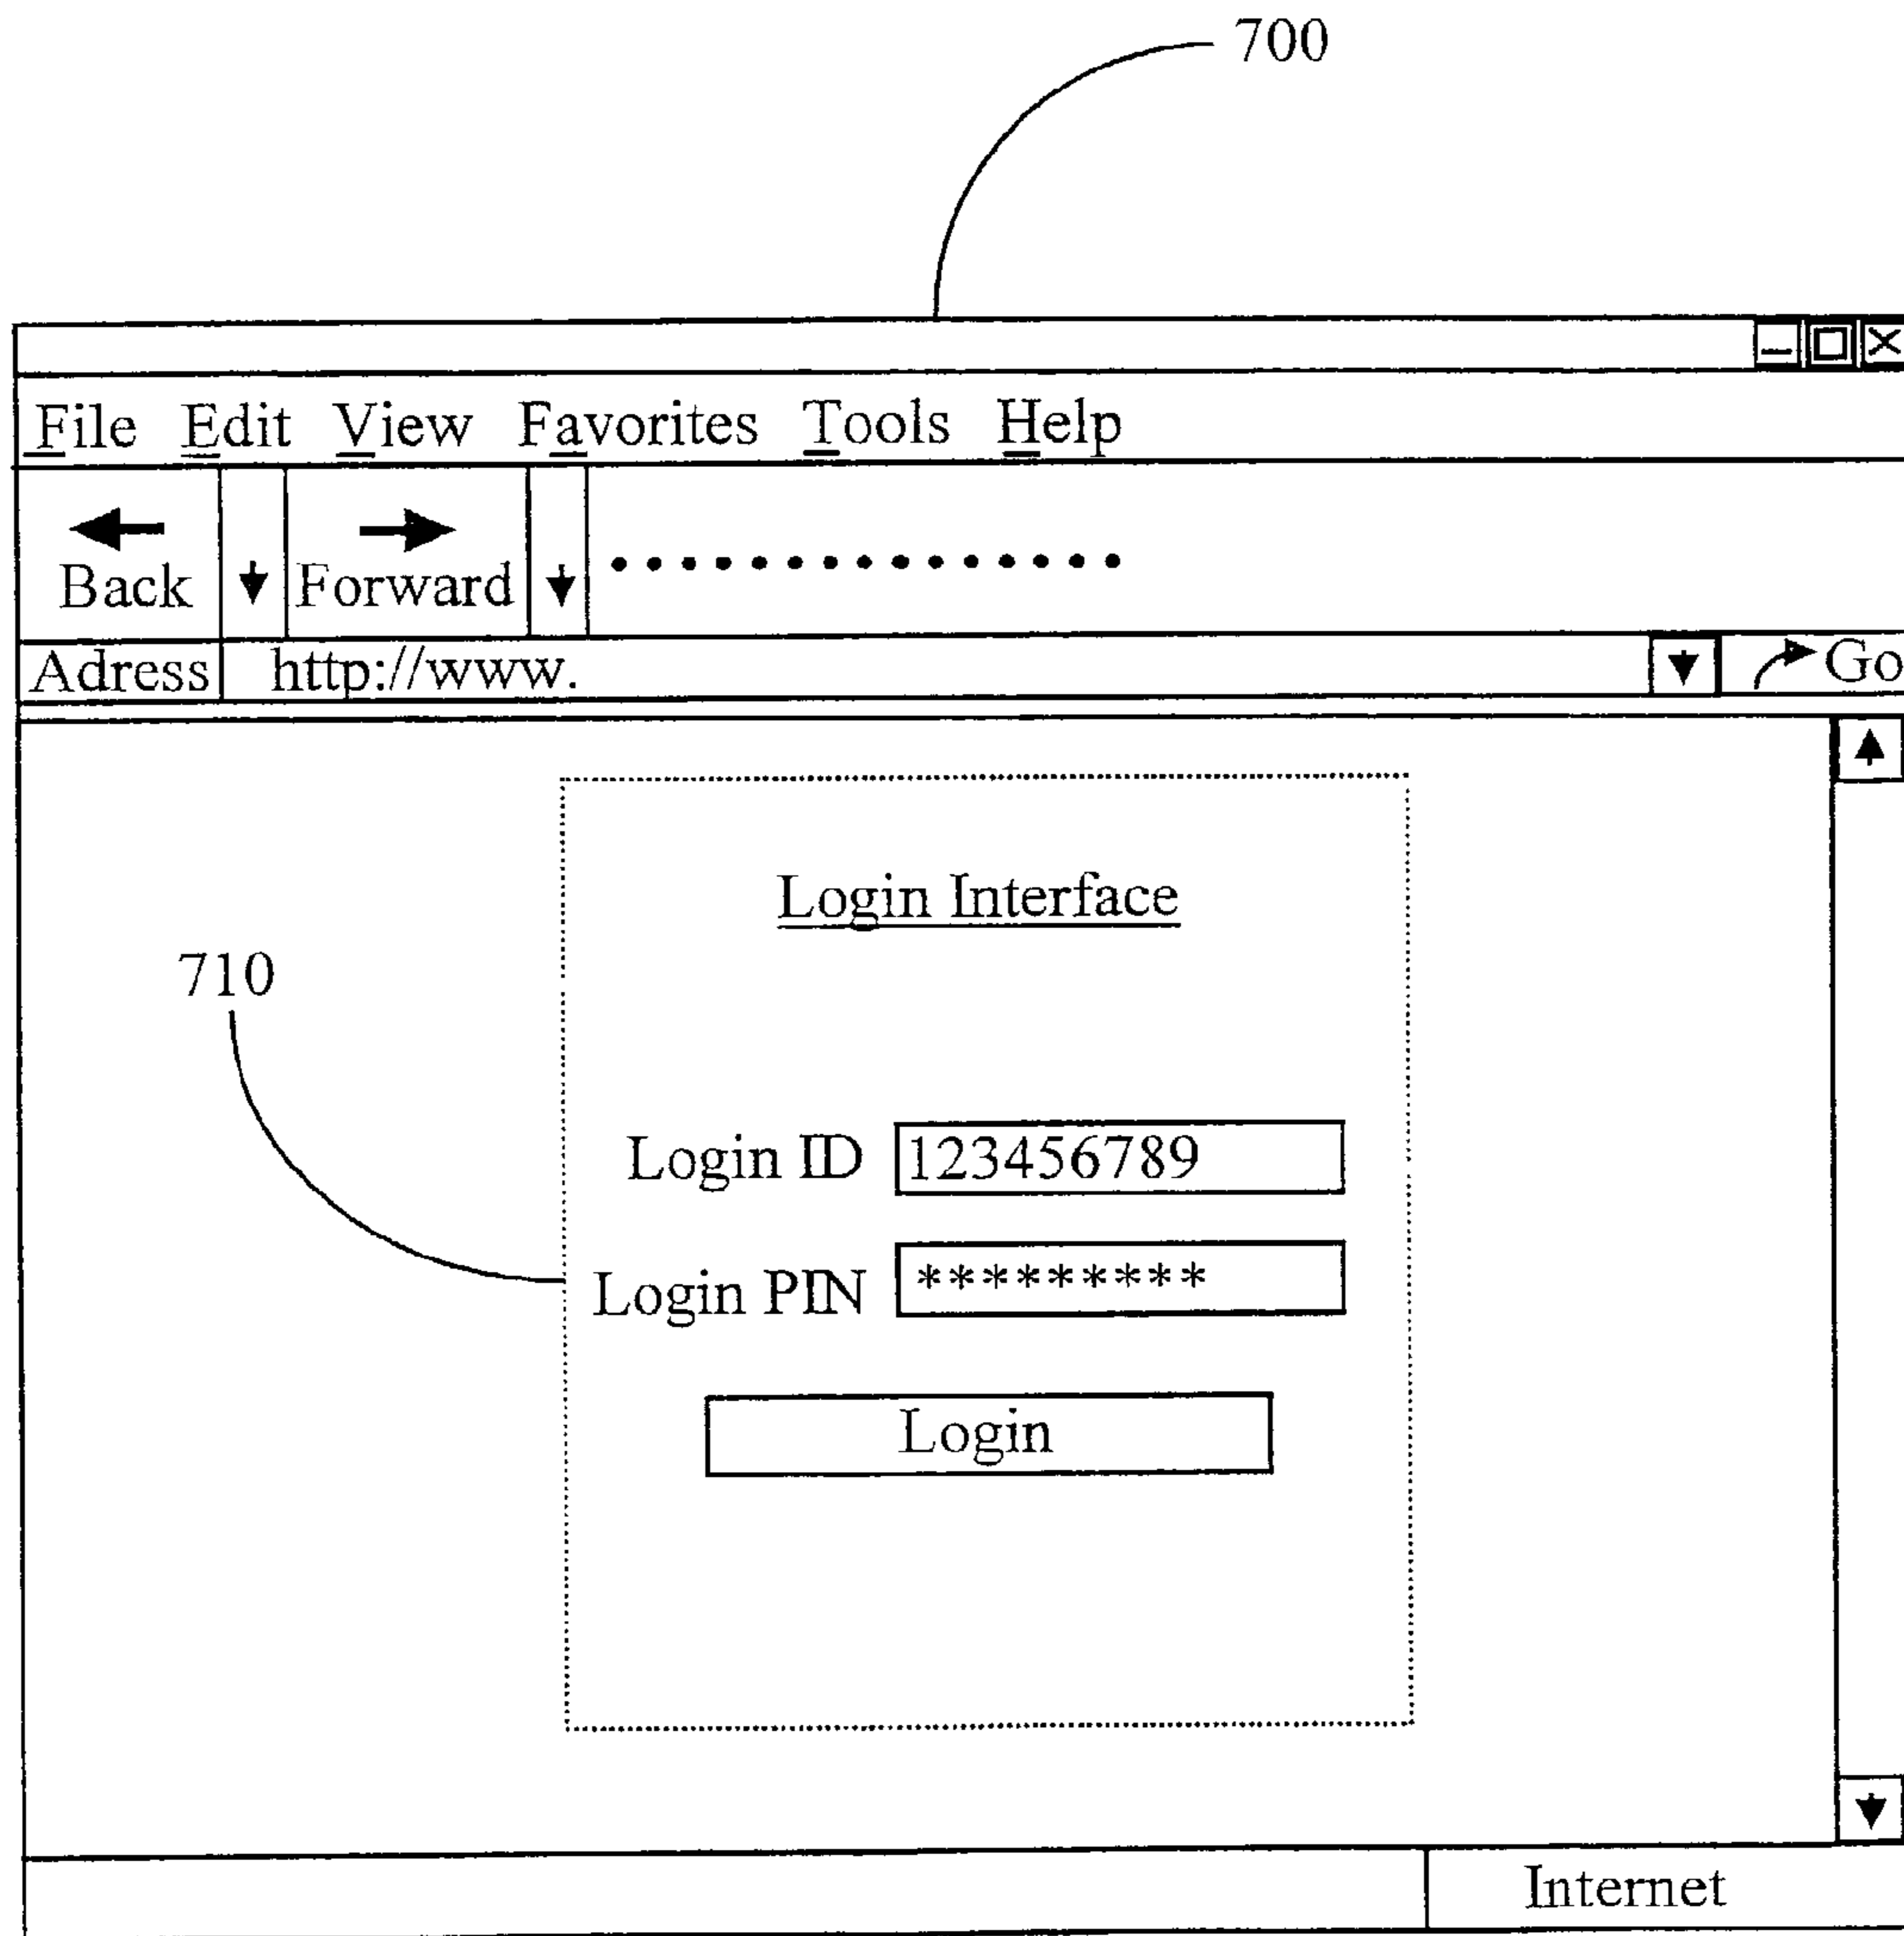 700
File Edit View Favorites Tools Help
Back Forward
Adress http://www. Go
Login Interface
710
Login ID 123456789
Login PIN *********
Login
Internet